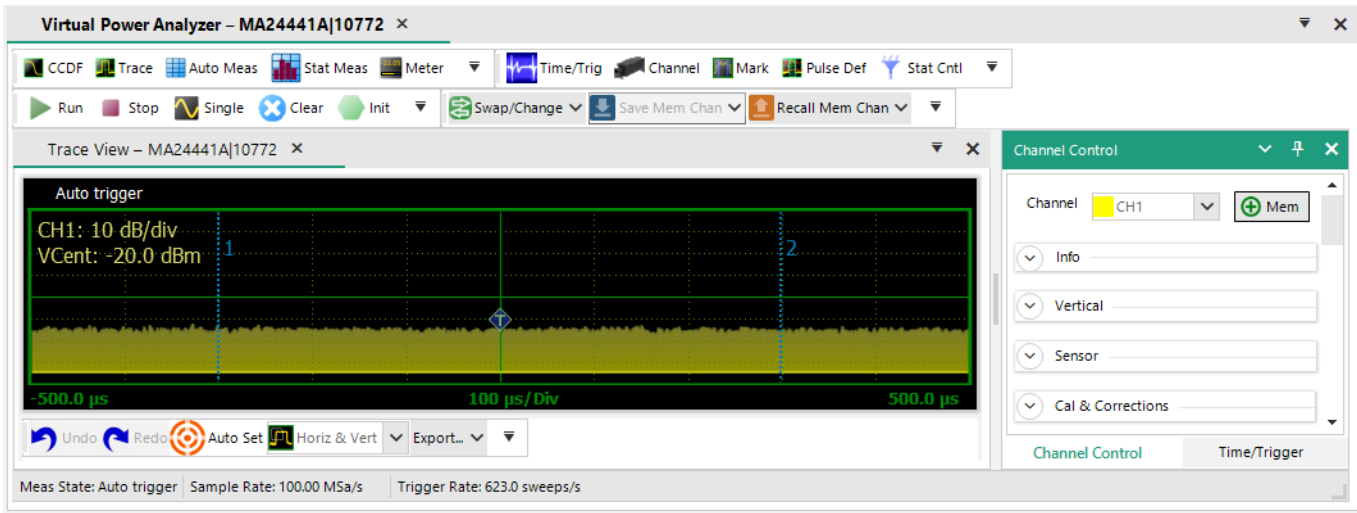 Virtual Power Analyzer – MA24441A|10772
CCDF Trace Auto Meas Stat Meas Meter Time/Trig Channel Mark Pulse Def Stat Cntl
Run Stop Single Clear Init Swap/Change Save Mem Chan Recall Mem Chan
Trace View – MA24441A|10772
Auto trigger
CH1: 10 dB/div
VCent: -20.0 dBm
1
2
T
-500.0 µs 100 µs/Div 500.0 µs
Undo Redo Auto Set Horiz & Vert Export...
Channel Control
Channel CH1 Mem
Info
Vertical
Sensor
Cal & Corrections
Channel Control Time/Trigger
Meas State: Auto trigger Sample Rate: 100.00 MSa/s Trigger Rate: 623.0 sweeps/s